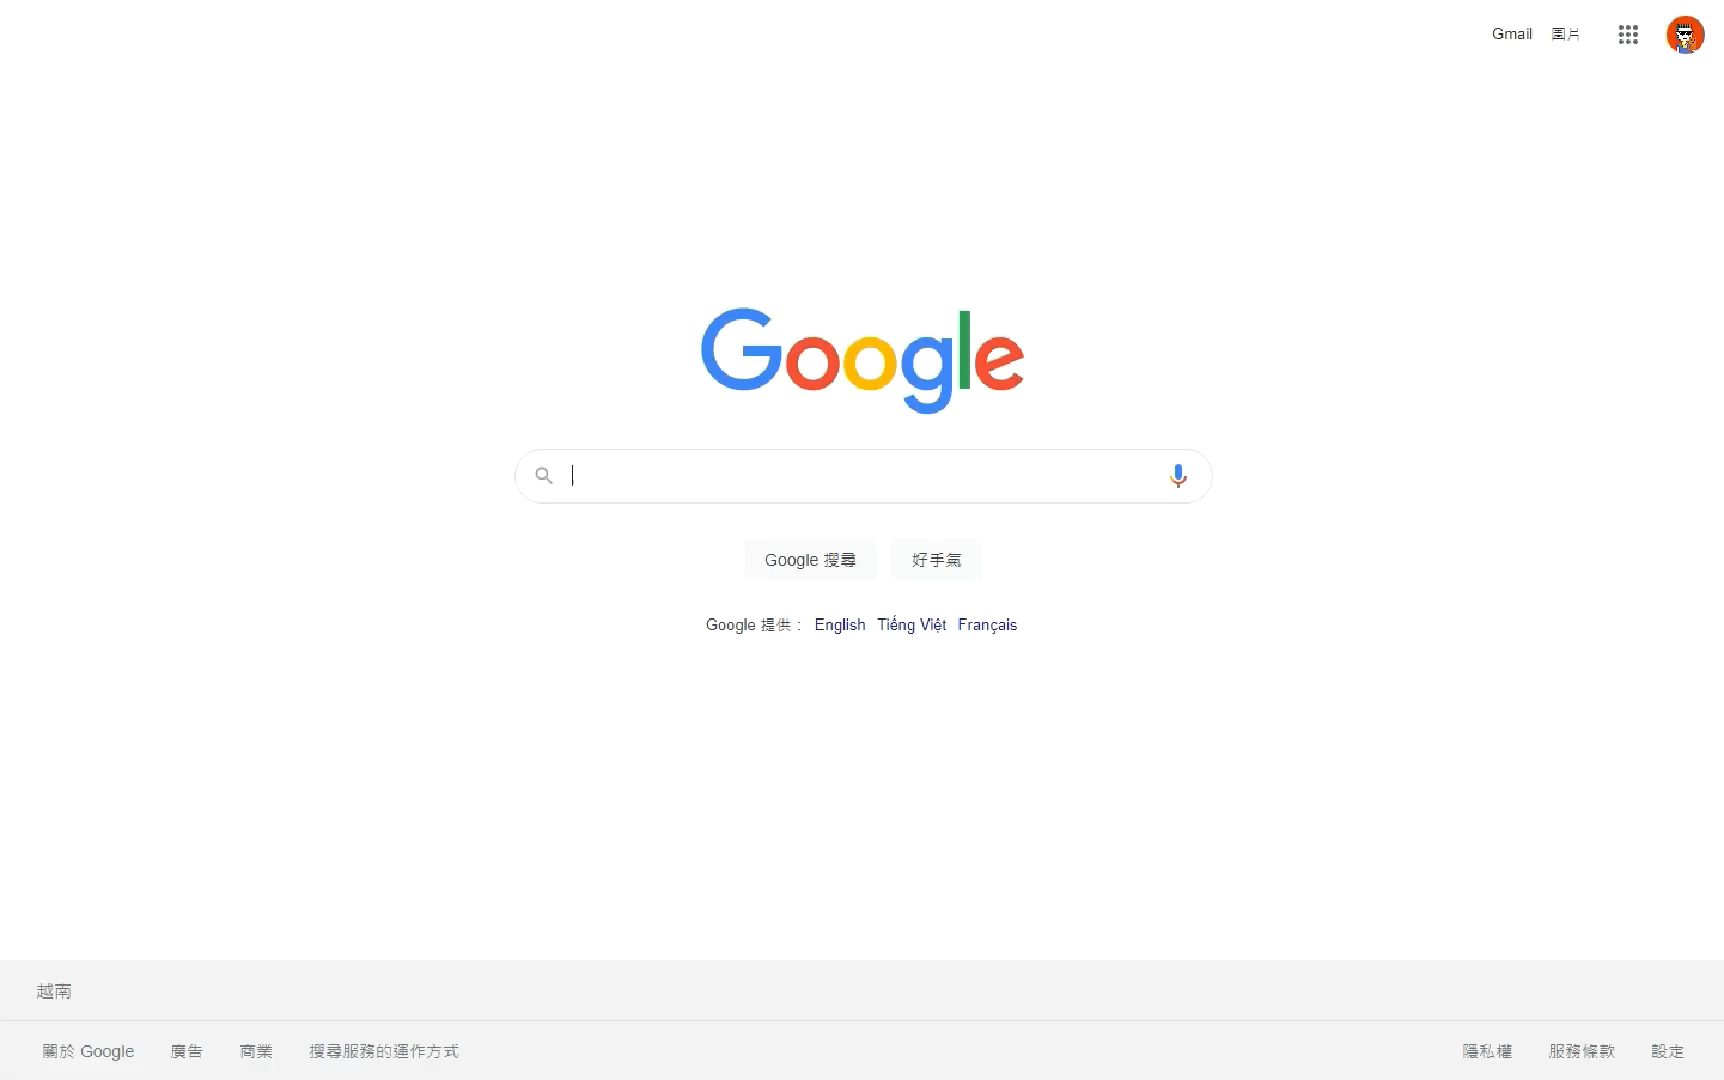 Gmail 圖片
Google
Google 搜尋 好手氣
Google 提供： English Tiếng Việt Français
越南
關於 Google 廣告 商業 搜尋服務的運作方式 隱私權 服務條款 設定